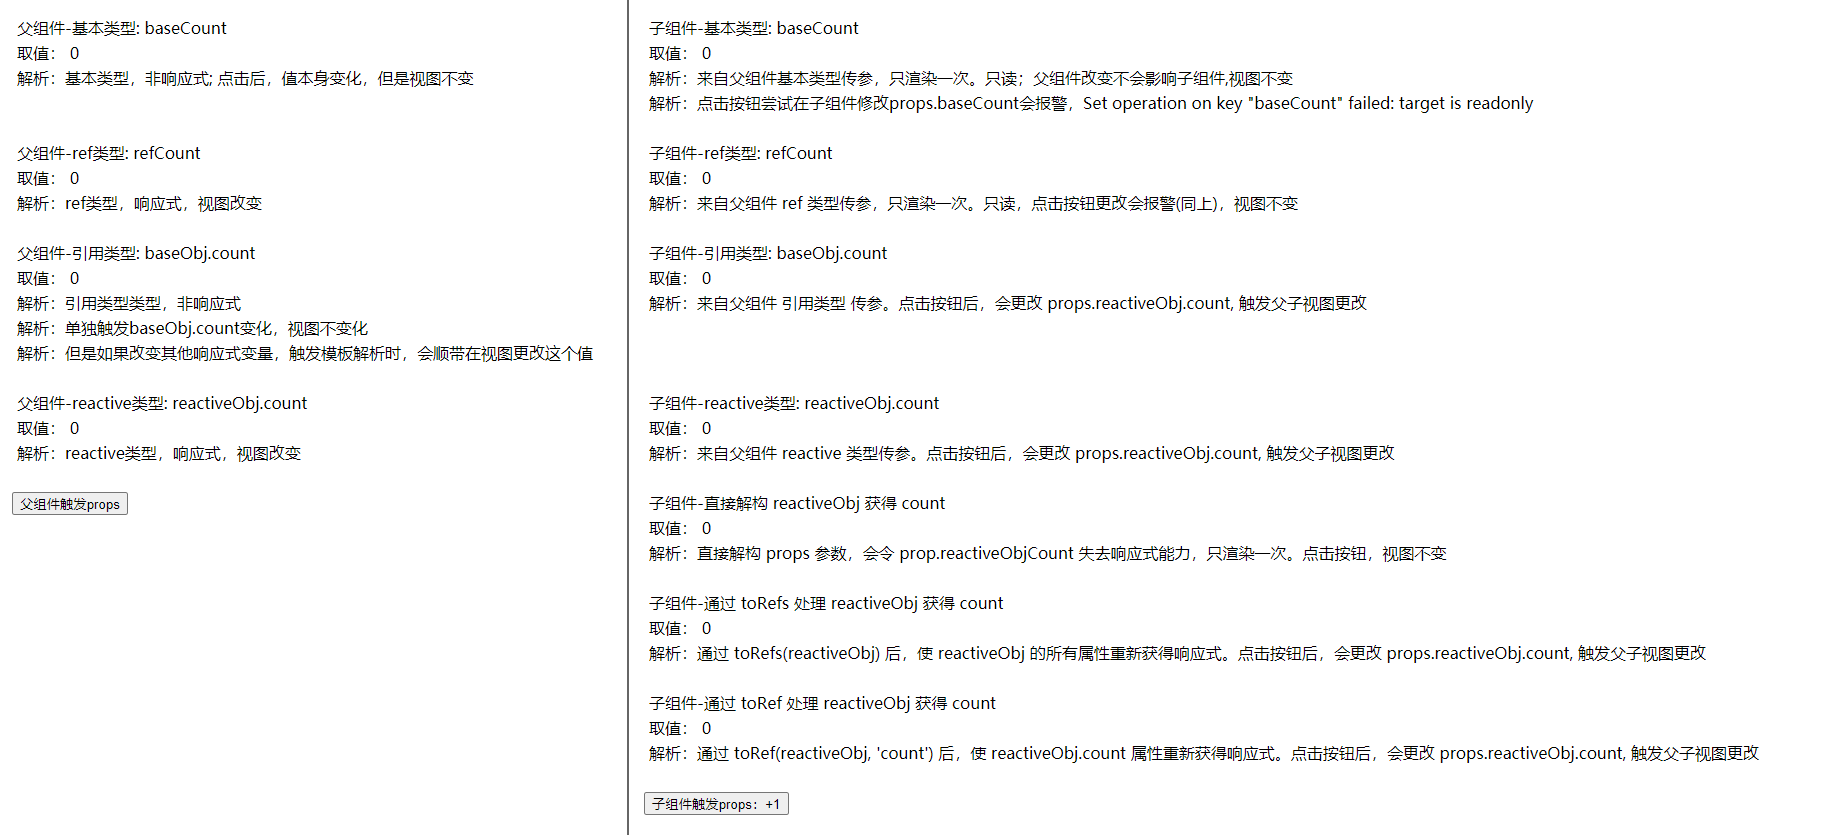 父组件-基本类型: baseCount
取值： 0
解析：基本类型，非响应式; 点击后，值本身变化，但是视图不变
父组件-ref类型: refCount
取值： 0
解析：ref类型，响应式，视图改变
父组件-引用类型: baseObj.count
取值： 0
解析：引用类型类型，非响应式
解析：单独触发baseObj.count变化，视图不变化
解析：但是如果改变其他响应式变量，触发模板解析时，会顺带在视图更改这个值
父组件-reactive类型: reactiveObj.count
取值： 0
解析：reactive类型，响应式，视图改变
父组件触发props
子组件-基本类型: baseCount
取值： 0
解析：来自父组件基本类型传参，只渲染一次。只读；父组件改变不会影响子组件,视图不变
解析：点击按钮尝试在子组件修改props.baseCount会报警，Set operation on key "baseCount" failed: target is readonly
子组件-ref类型: refCount
取值： 0
解析：来自父组件 ref 类型传参，只渲染一次。只读，点击按钮更改会报警(同上)，视图不变
子组件-引用类型: baseObj.count
取值： 0
解析：来自父组件 引用类型 传参。点击按钮后，会更改 props.reactiveObj.count, 触发父子视图更改
子组件-reactive类型: reactiveObj.count
取值： 0
解析：来自父组件 reactive 类型传参。点击按钮后，会更改 props.reactiveObj.count, 触发父子视图更改
子组件-直接解构 reactiveObj 获得 count
取值： 0
解析：直接解构 props 参数，会令 prop.reactiveObjCount 失去响应式能力，只渲染一次。点击按钮，视图不变
子组件-通过 toRefs 处理 reactiveObj 获得 count
取值： 0
解析：通过 toRefs(reactiveObj) 后，使 reactiveObj 的所有属性重新获得响应式。点击按钮后，会更改 props.reactiveObj.count, 触发父子视图更改
子组件-通过 toRef 处理 reactiveObj 获得 count
取值： 0
解析：通过 toRef(reactiveObj, 'count') 后，使 reactiveObj.count 属性重新获得响应式。点击按钮后，会更改 props.reactiveObj.count, 触发父子视图更改
子组件触发props：+1